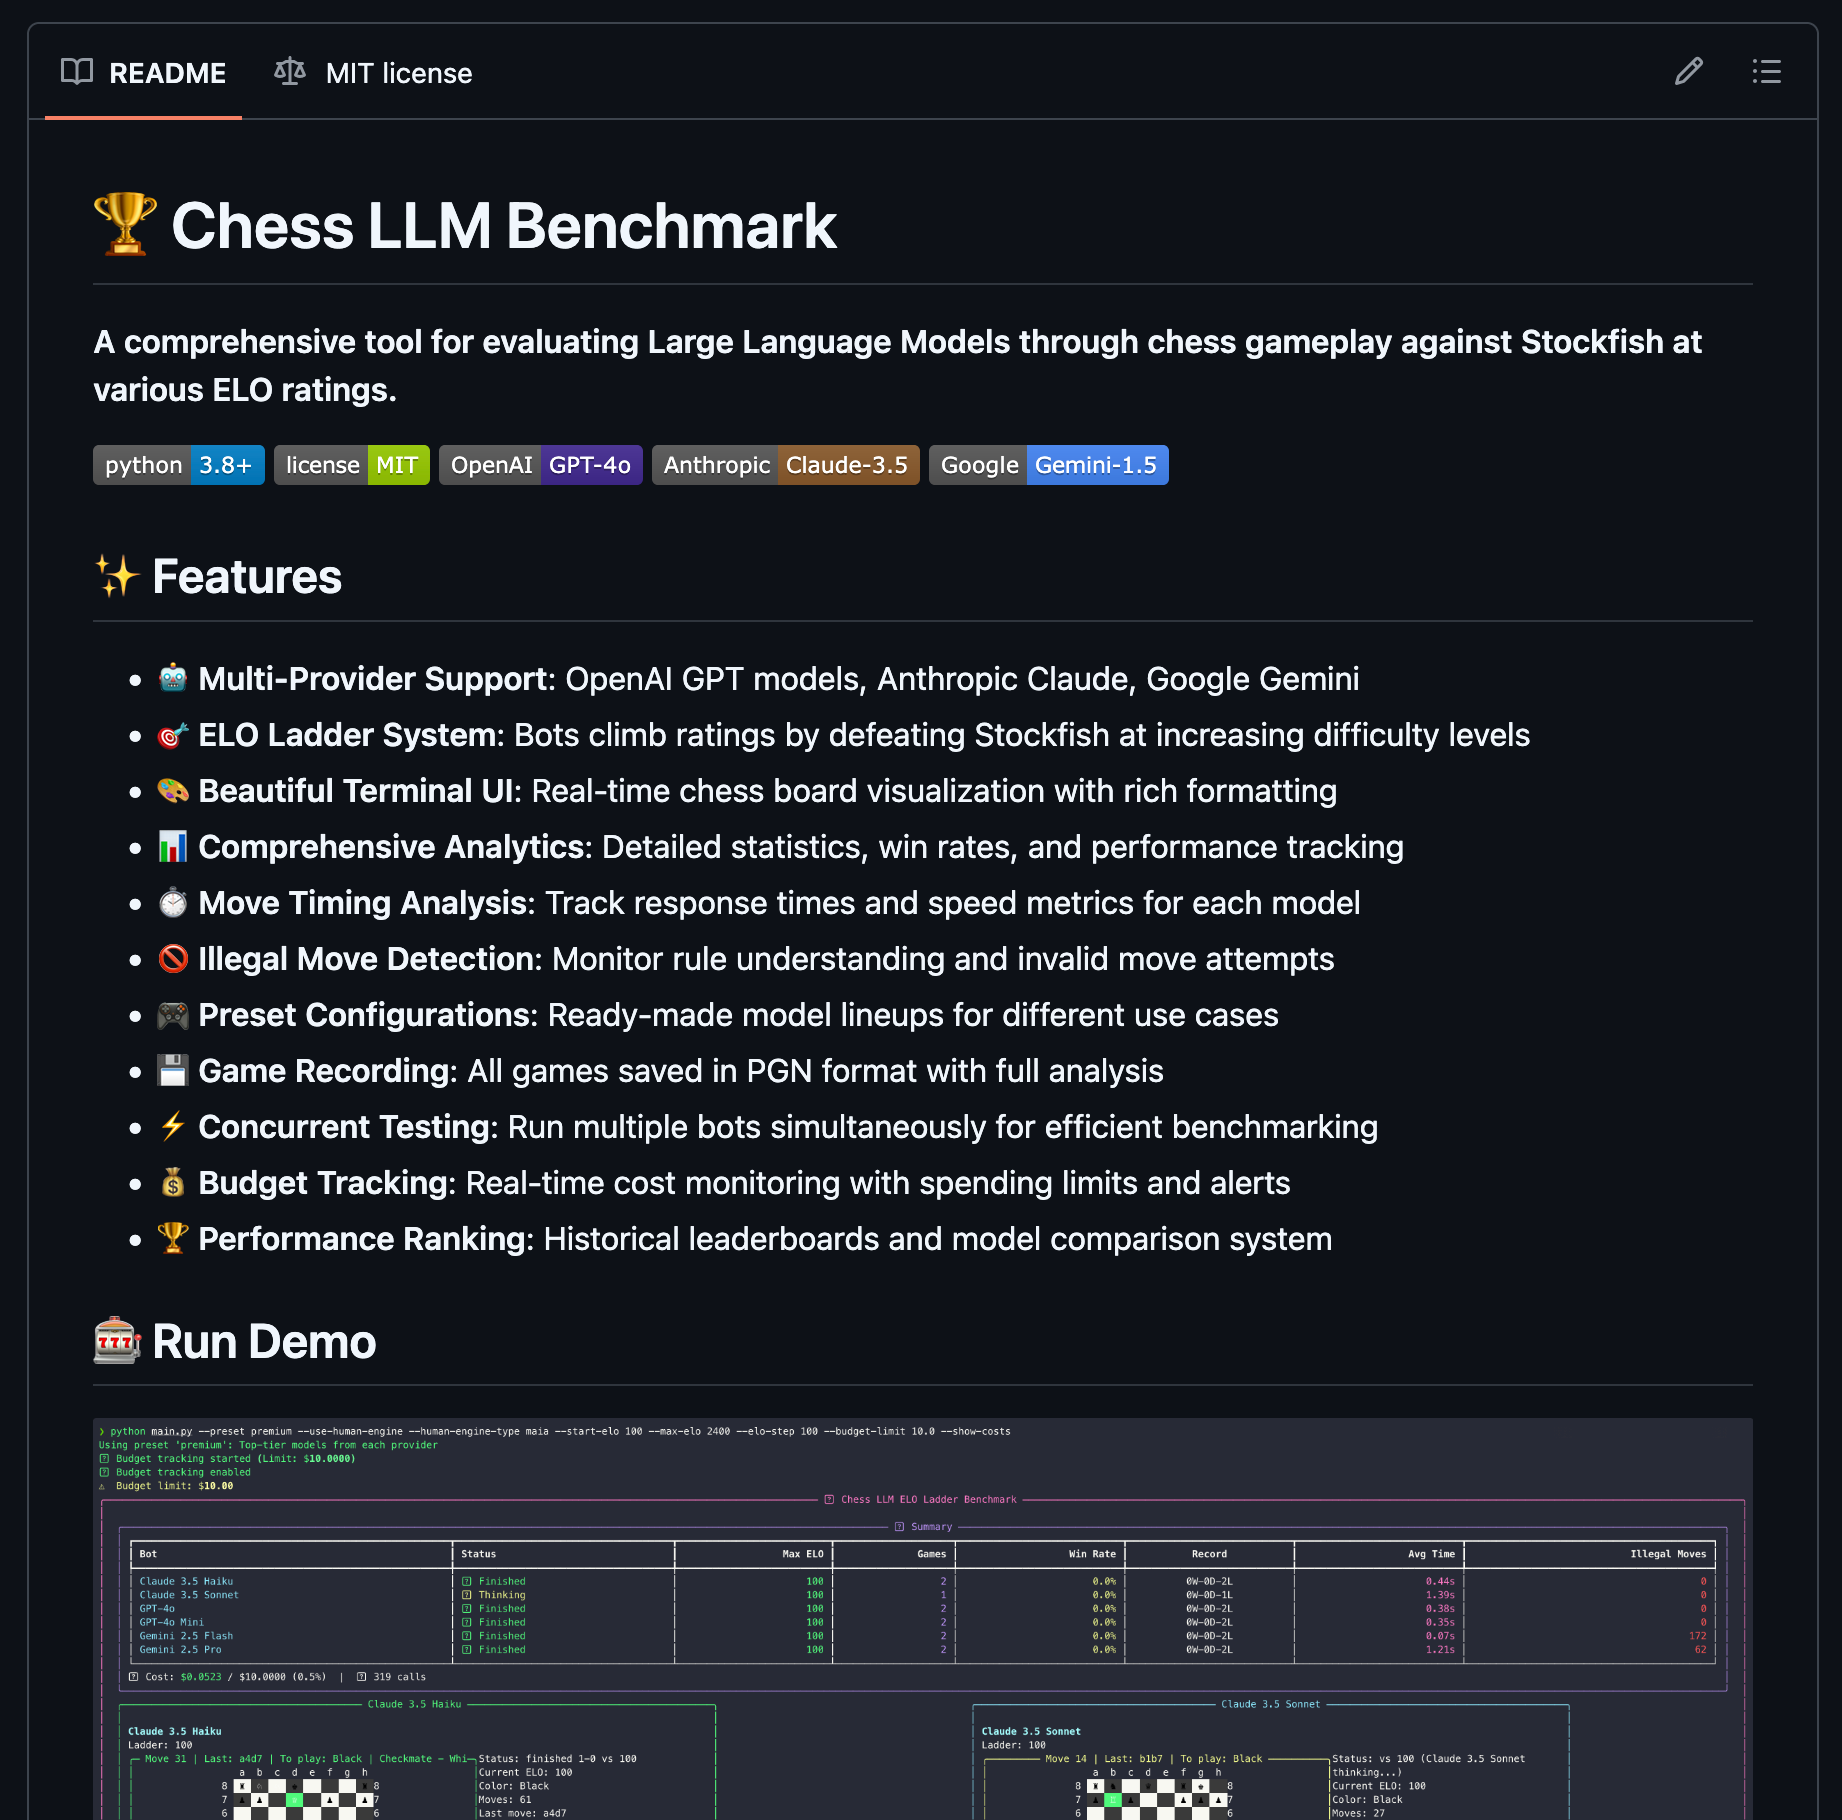 README MIT license
Chess LLM Benchmark
A comprehensive tool for evaluating Large Language Models through chess gameplay against Stockfish at
various ELO ratings.
python 3.8+ license MIT OpenAI GPT-4o Anthropic Claude-3.5 Google Gemini-1.5
Features
Multi-Provider Support: OpenAI GPT models, Anthropic Claude, Google Gemini
ELO Ladder System: Bots climb ratings by defeating Stockfish at increasing difficulty levels
Beautiful Terminal UI: Real-time chess board visualization with rich formatting
Comprehensive Analytics: Detailed statistics, win rates, and performance tracking
Move Timing Analysis: Track response times and speed metrics for each model
Illegal Move Detection: Monitor rule understanding and invalid move attempts
Preset Configurations: Ready-made model lineups for different use cases
Game Recording: All games saved in PGN format with full analysis
Concurrent Testing: Run multiple bots simultaneously for efficient benchmarking
Budget Tracking: Real-time cost monitoring with spending limits and alerts
Performance Ranking: Historical leaderboards and model comparison system
Run Demo
❯ python main.py --preset premium --use-human-engine --human-engine-type maia --start-elo 100 --max-elo 2400 --elo-step 100 --budget-limit 10.0 --show-costs
Using preset 'premium': Top-tier models from each provider
Budget tracking started (Limit: $10.0000)
Budget tracking enabled
Budget limit: $10.00
Chess LLM ELO Ladder Benchmark
Summary
Bot Status Max ELO Games Win Rate Record Avg Time Illegal Moves
Claude 3.5 Haiku Finished 100 2 0.0% 0W-0D-2L 0.44s 0
Claude 3.5 Sonnet Thinking 100 1 0.0% 0W-0D-1L 1.39s 0
GPT-4o Finished 100 2 0.0% 0W-0D-2L 0.38s 0
GPT-4o Mini Finished 100 2 0.0% 0W-0D-2L 0.35s 0
Gemini 2.5 Flash Finished 100 2 0.0% 0W-0D-2L 0.07s 172
Gemini 2.5 Pro Finished 100 2 0.0% 0W-0D-2L 1.21s 62
Cost: $0.0523 / $10.0000 (0.5%) | 319 calls
Claude 3.5 Haiku Claude 3.5 Sonnet
Claude 3.5 Haiku Claude 3.5 Sonnet
Ladder: 100 Ladder: 100
Move 31 | Last: a4d7 | To play: Black | Checkmate - Whi Status: finished 1-0 vs 100 Move 14 | Last: b1b7 | To play: Black Status: vs 100 (Claude 3.5 Sonnet
a b c d e f g h Current ELO: 100 a b c d e f g h thinking...)
8 8 Color: Black 8 8 Current ELO: 100
7 7 Moves: 61 7 7 Color: Black
6 6 Last move: a4d7 6 6 Moves: 27